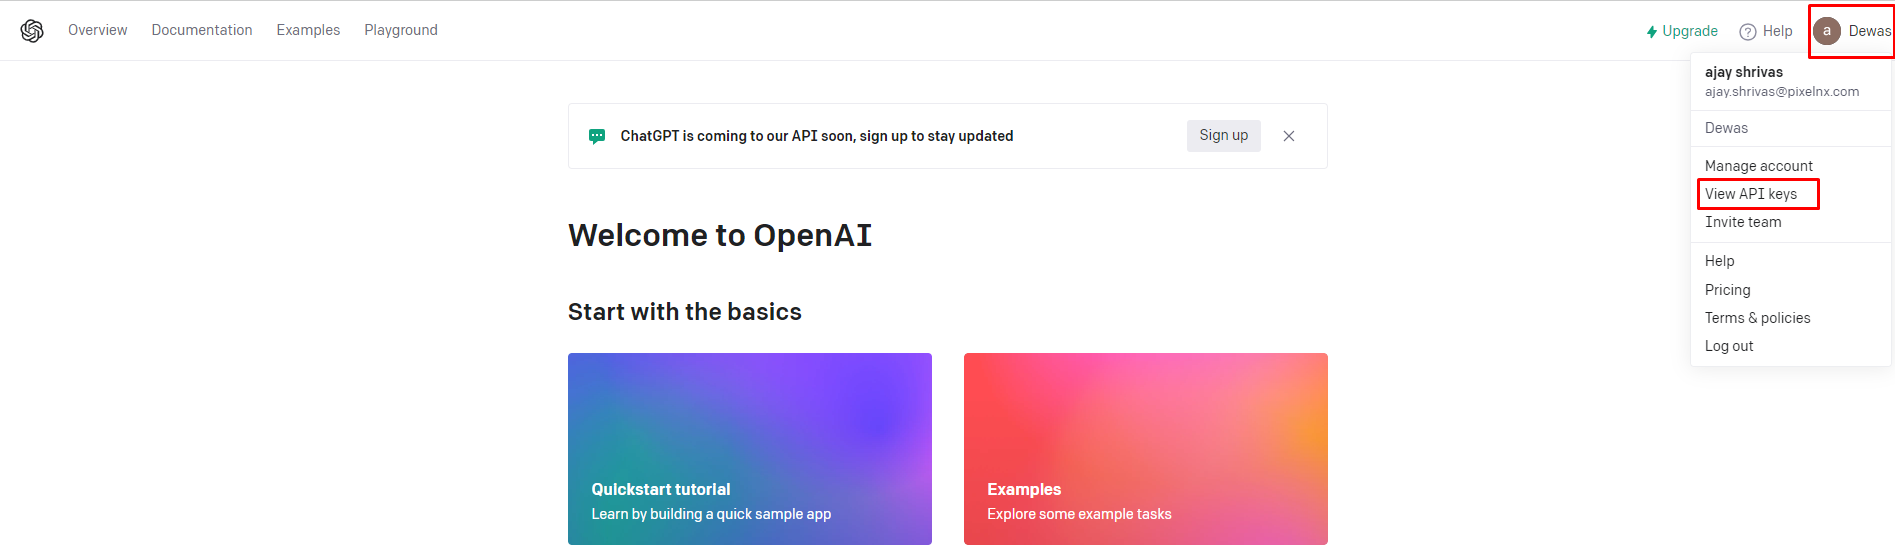 Overview Documentation Examples Playground
Upgrade Help a Dewas
ajay shrivas
ajay.shrivas@pixelnx.com
Dewas
Manage account
View API keys
Invite team
Help
Pricing
Terms & policies
Log out
ChatGPT is coming to our API soon, sign up to stay updated Sign up
Welcome to OpenAI
Start with the basics
Quickstart tutorial
Learn by building a quick sample app
Examples
Explore some example tasks